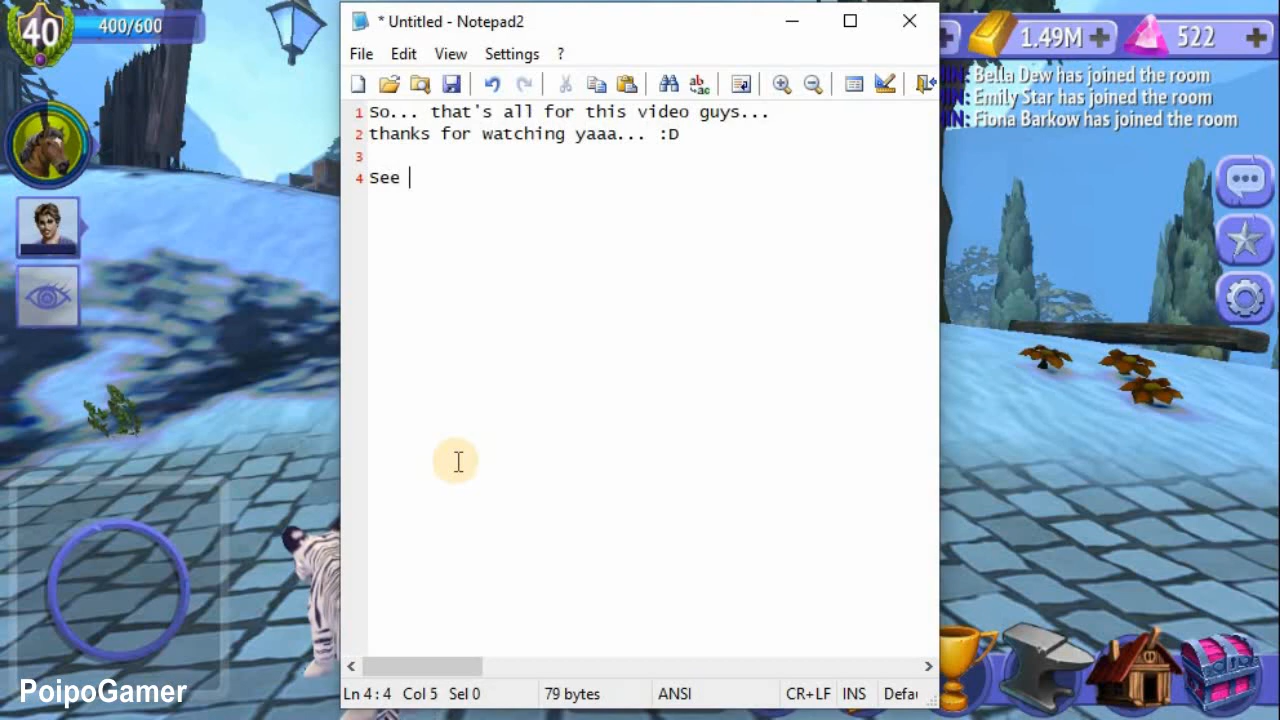 40
400/600
* Untitled - Notepad2
1.49M
522
File Edit View Settings ?
Bella Dew has joined the room
Emily Star has joined the room
Fiona Barkow has joined the room
1 So... that's all for this video guys...
2 thanks for watching yaaa... :D
3
4 See
PoipoGamer
Ln 4 : 4 Col 5 Sel 0 79 bytes ANSI CR+LF INS